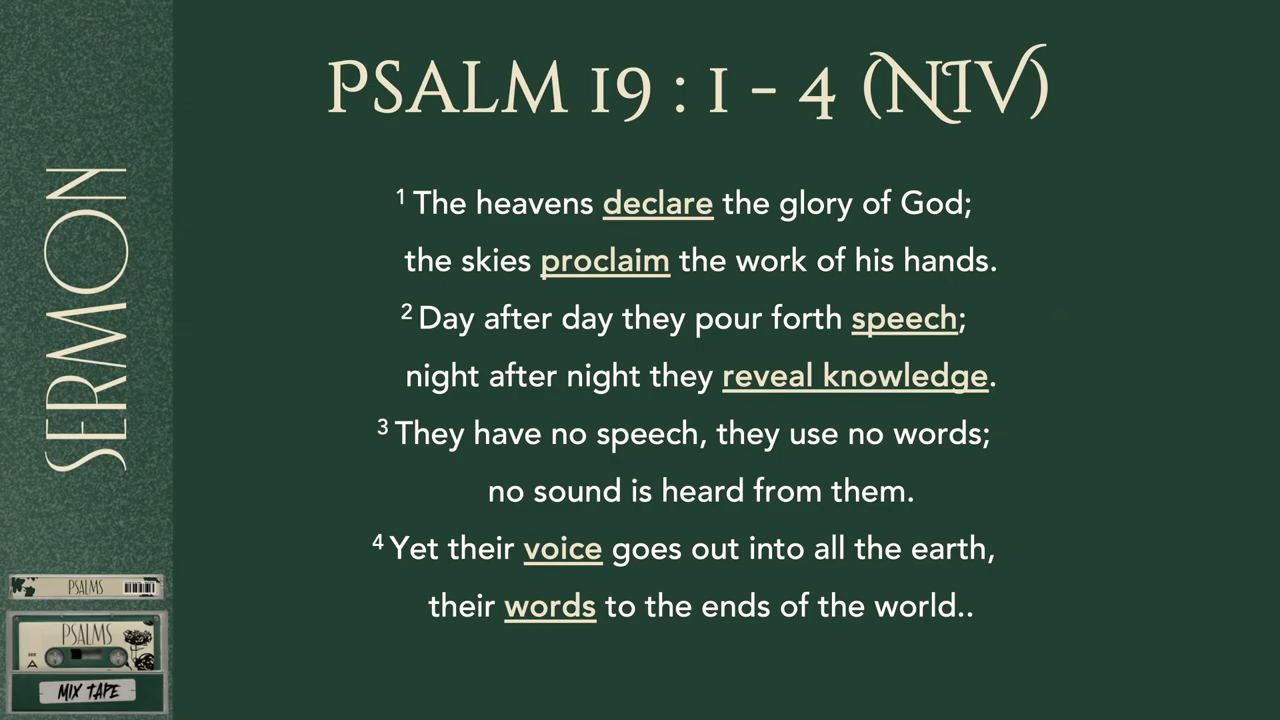 SERMON
PSALM 19 : 1 - 4 (NIV)
1 The heavens declare the glory of God;
the skies proclaim the work of his hands.
2 Day after day they pour forth speech;
night after night they reveal knowledge.
3 They have no speech, they use no words;
no sound is heard from them.
4 Yet their voice goes out into all the earth,
their words to the ends of the world..
PSALMS
PSALMS
SIDE
A
MIX TAPE